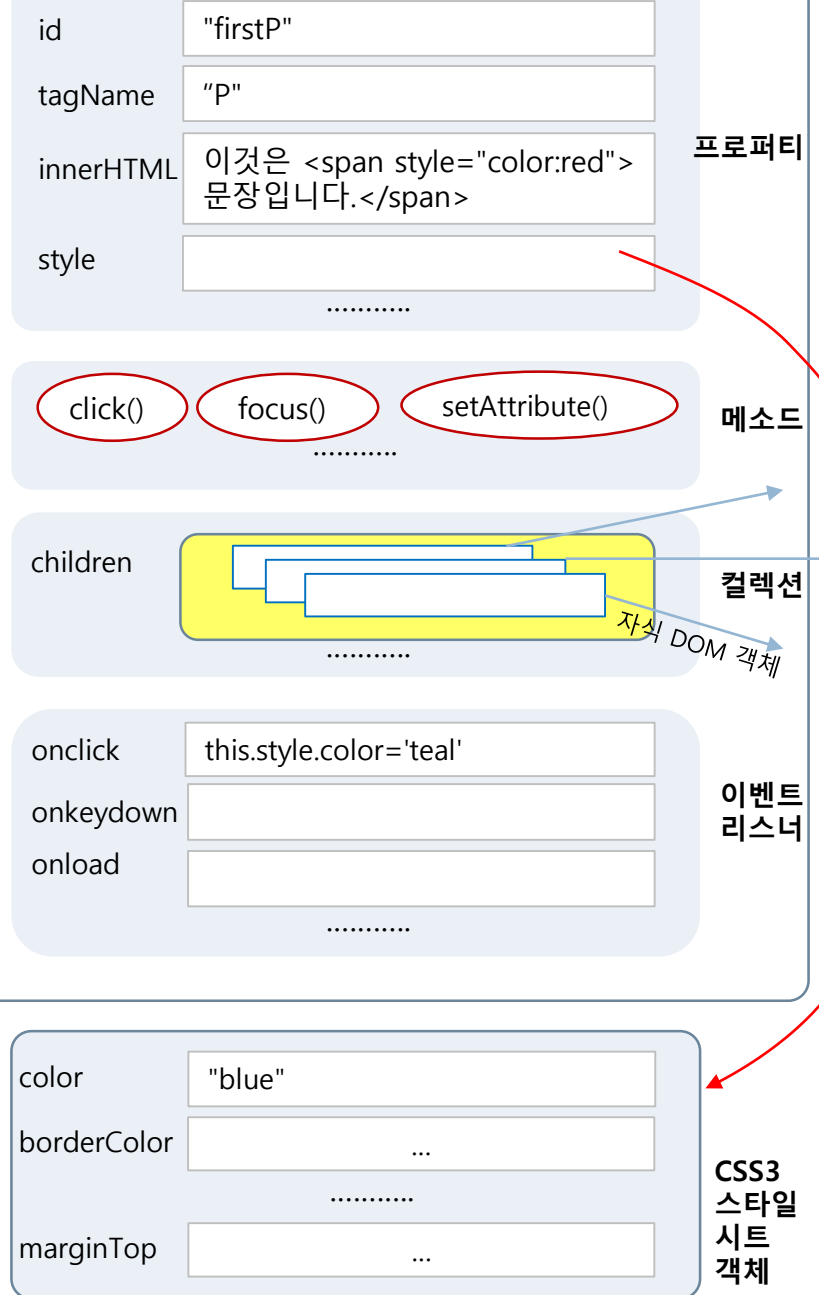 id
"firstP"
tagName
“P"
프로퍼티
innerHTML
이것은 <span style="color:red">
문장입니다.</span>
style
...........
click()
focus()
setAttribute()
메소드
...........
children
컬렉션
자식 DOM 객체
...........
onclick
this.style.color='teal'
onkeydown
이벤트
리스너
onload
...........
color
"blue"
borderColor
...
...........
CSS3
스타일
시트
객체
marginTop
...